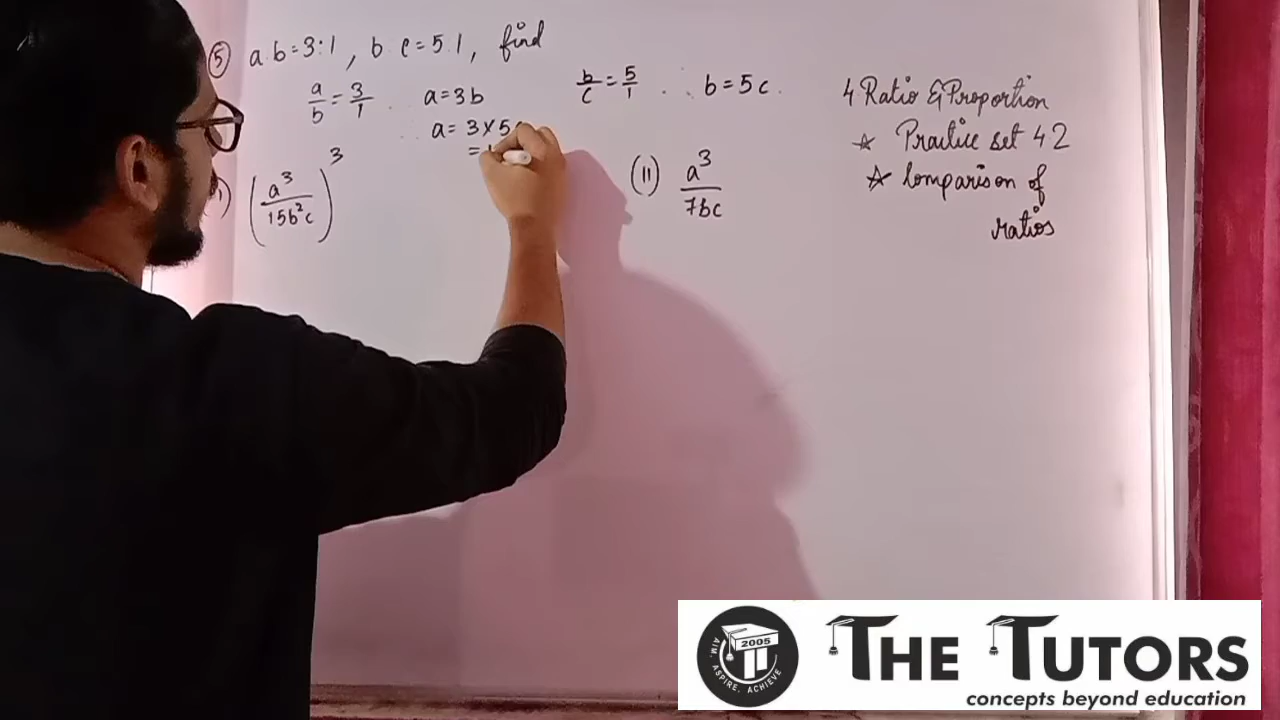 ⑤ a:b=3:1, b:c=5:1, find
a/b = 3/1 ∴ a=3b
b/c = 5/1 ∴ b=5c.
a= 3×5
=
(a³/15b²c)³
(ii) a³/7bc
4 Ratio & Proportion
☆ Practice set 4 2
☆ Comparison of
ratios
2005
AIM, ASPIRE, ACHIEVE
THE TUTORS
concepts beyond education